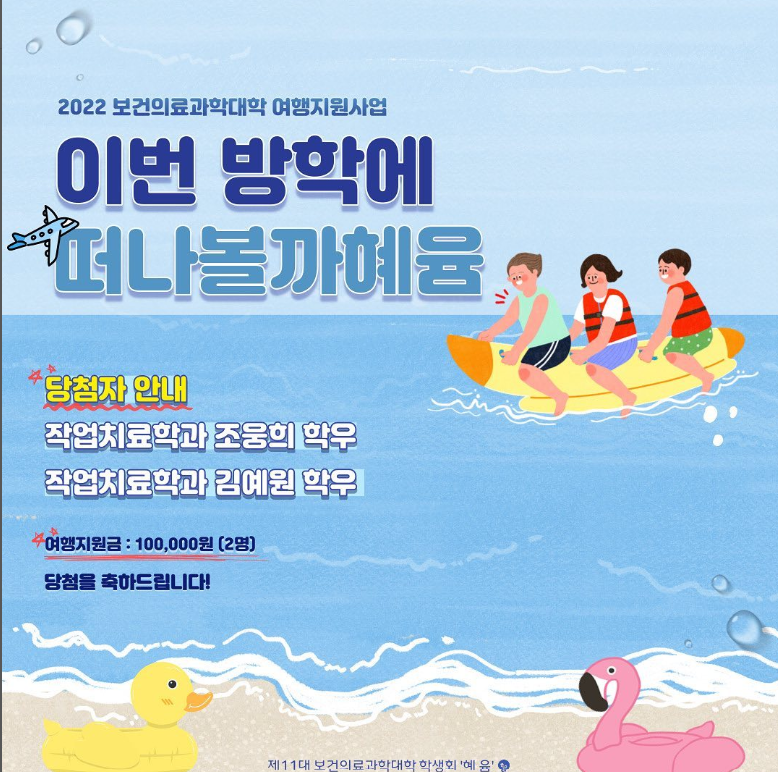 2022 보건의료과학대학 여행지원사업
이번 방학에
떠나볼까혜윰
당첨자 안내
작업치료학과 조웅희 학우
작업치료학과 김예원 학우
여행지원금 : 100,000원 (2명)
당첨을 축하드립니다!
제11대 보건의료과학대학 학생회 '혜 윰'